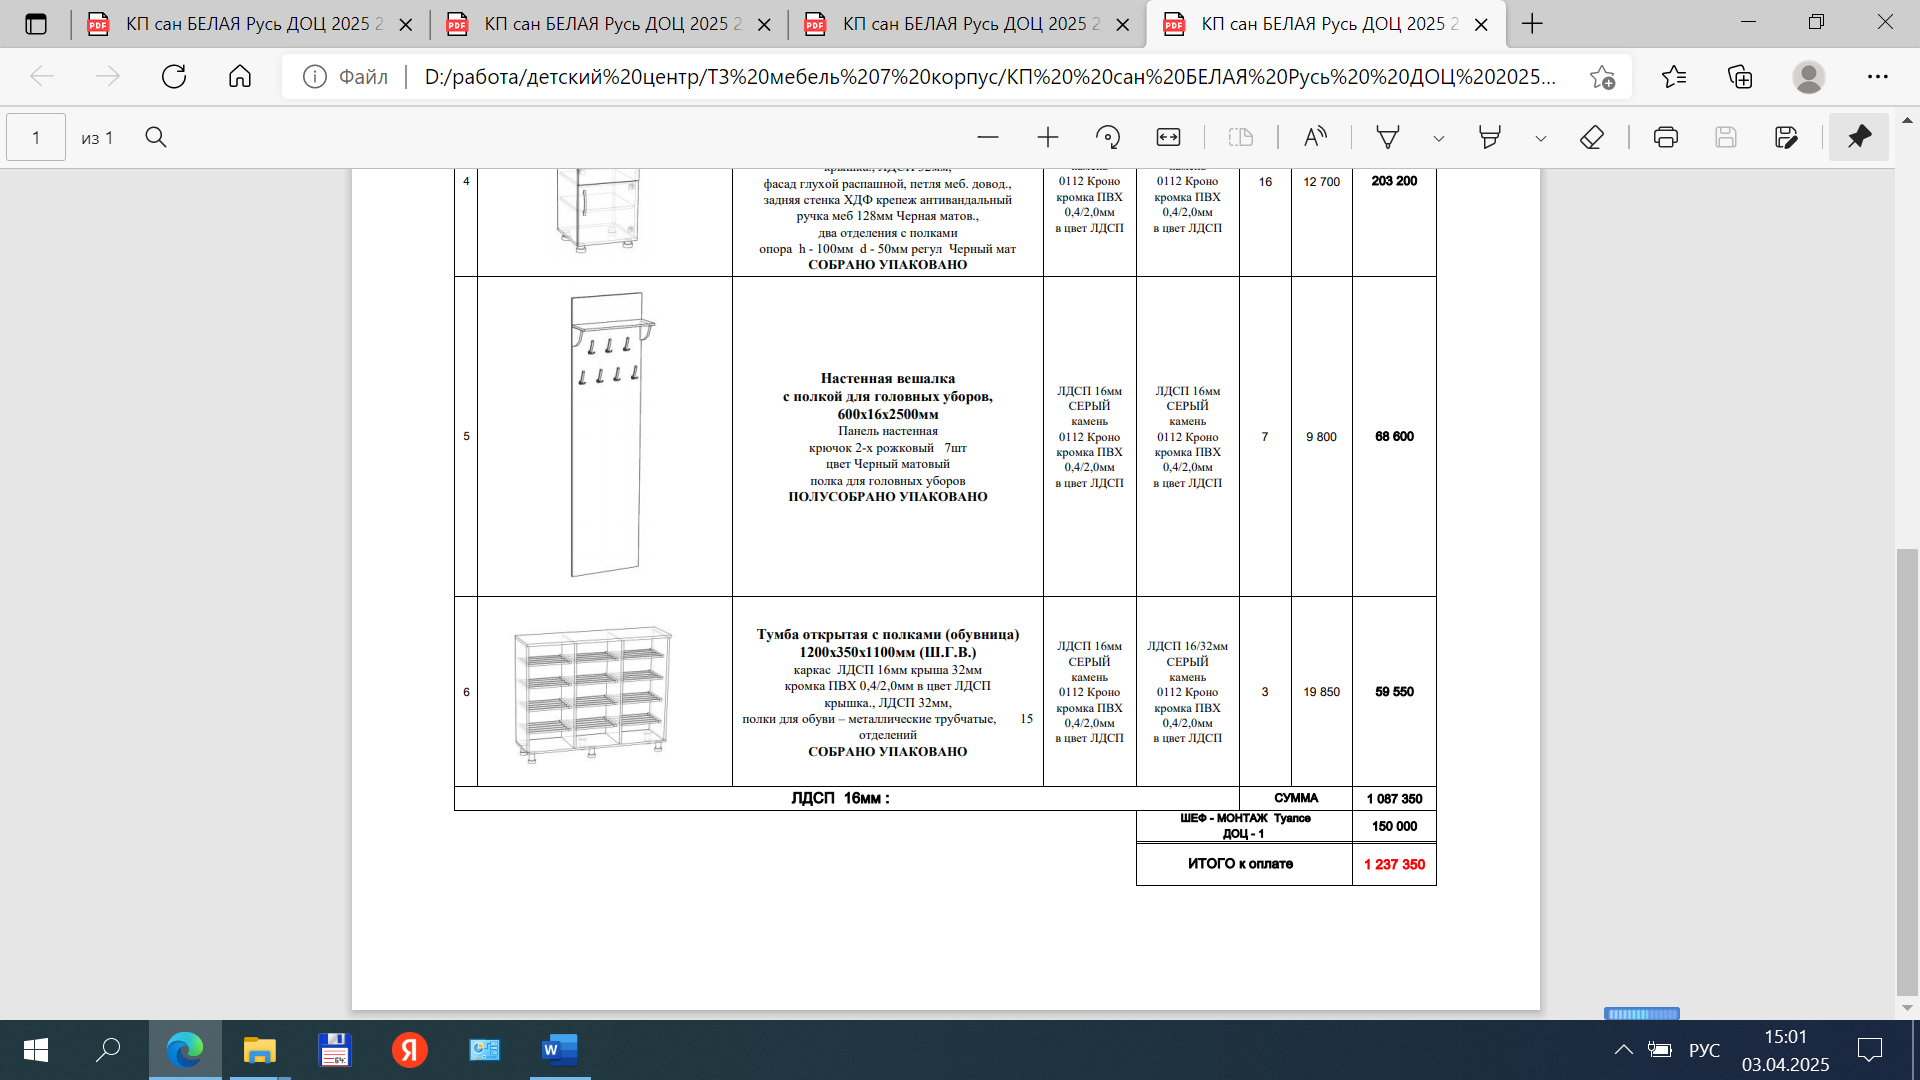 КП сан БЕЛАЯ Русь ДОЦ 2025 2
КП сан БЕЛАЯ Русь ДОЦ 2025 2
КП сан БЕЛАЯ Русь ДОЦ 2025 2
КП сан БЕЛАЯ Русь ДОЦ 2025 2
Файл
D:/работа/детский%20центр/ТЗ%20мебель%207%20корпус/КП%20%20сан%20БЕЛАЯ%20Русь%20%20ДОЦ%202025...
1 из 1
4
крышка., ЛДСП 32мм,
фасад глухой распашной, петля меб. довод.,
задняя стенка ХДФ крепеж антивандальный
ручка меб 128мм Черная матов.,
два отделения с полками
опора h - 100мм d - 50мм регул Черный мат
СОБРАНО УПАКОВАНО
камень
0112 Кроно
кромка ПВХ
0,4/2,0мм
в цвет ЛДСП
камень
0112 Кроно
кромка ПВХ
0,4/2,0мм
в цвет ЛДСП
16
12 700
203 200
5
Настенная вешалка
с полкой для головных уборов,
600х16х2500мм
Панель настенная
крючок 2-х рожковый 7шт
цвет Черный матовый
полка для головных уборов
ПОЛУСОБРАНО УПАКОВАНО
ЛДСП 16мм
СЕРЫЙ
камень
0112 Кроно
кромка ПВХ
0,4/2,0мм
в цвет ЛДСП
ЛДСП 16мм
СЕРЫЙ
камень
0112 Кроно
кромка ПВХ
0,4/2,0мм
в цвет ЛДСП
7
9 800
68 600
6
Тумба открытая с полками (обувница)
1200х350х1100мм (Ш.Г.В.)
каркас ЛДСП 16мм крыша 32мм
кромка ПВХ 0,4/2,0мм в цвет ЛДСП
крышка., ЛДСП 32мм,
полки для обуви – металлические трубчатые, 15
отделений
СОБРАНО УПАКОВАНО
ЛДСП 16мм
СЕРЫЙ
камень
0112 Кроно
кромка ПВХ
0,4/2,0мм
в цвет ЛДСП
ЛДСП 16/32мм
СЕРЫЙ
камень
0112 Кроно
кромка ПВХ
0,4/2,0мм
в цвет ЛДСП
3
19 850
59 550
ЛДСП 16мм :
СУММА
1 087 350
ШЕФ - МОНТАЖ Туапсе
ДОЦ - 1
150 000
ИТОГО к оплате
1 237 350
РУС
15:01
03.04.2025